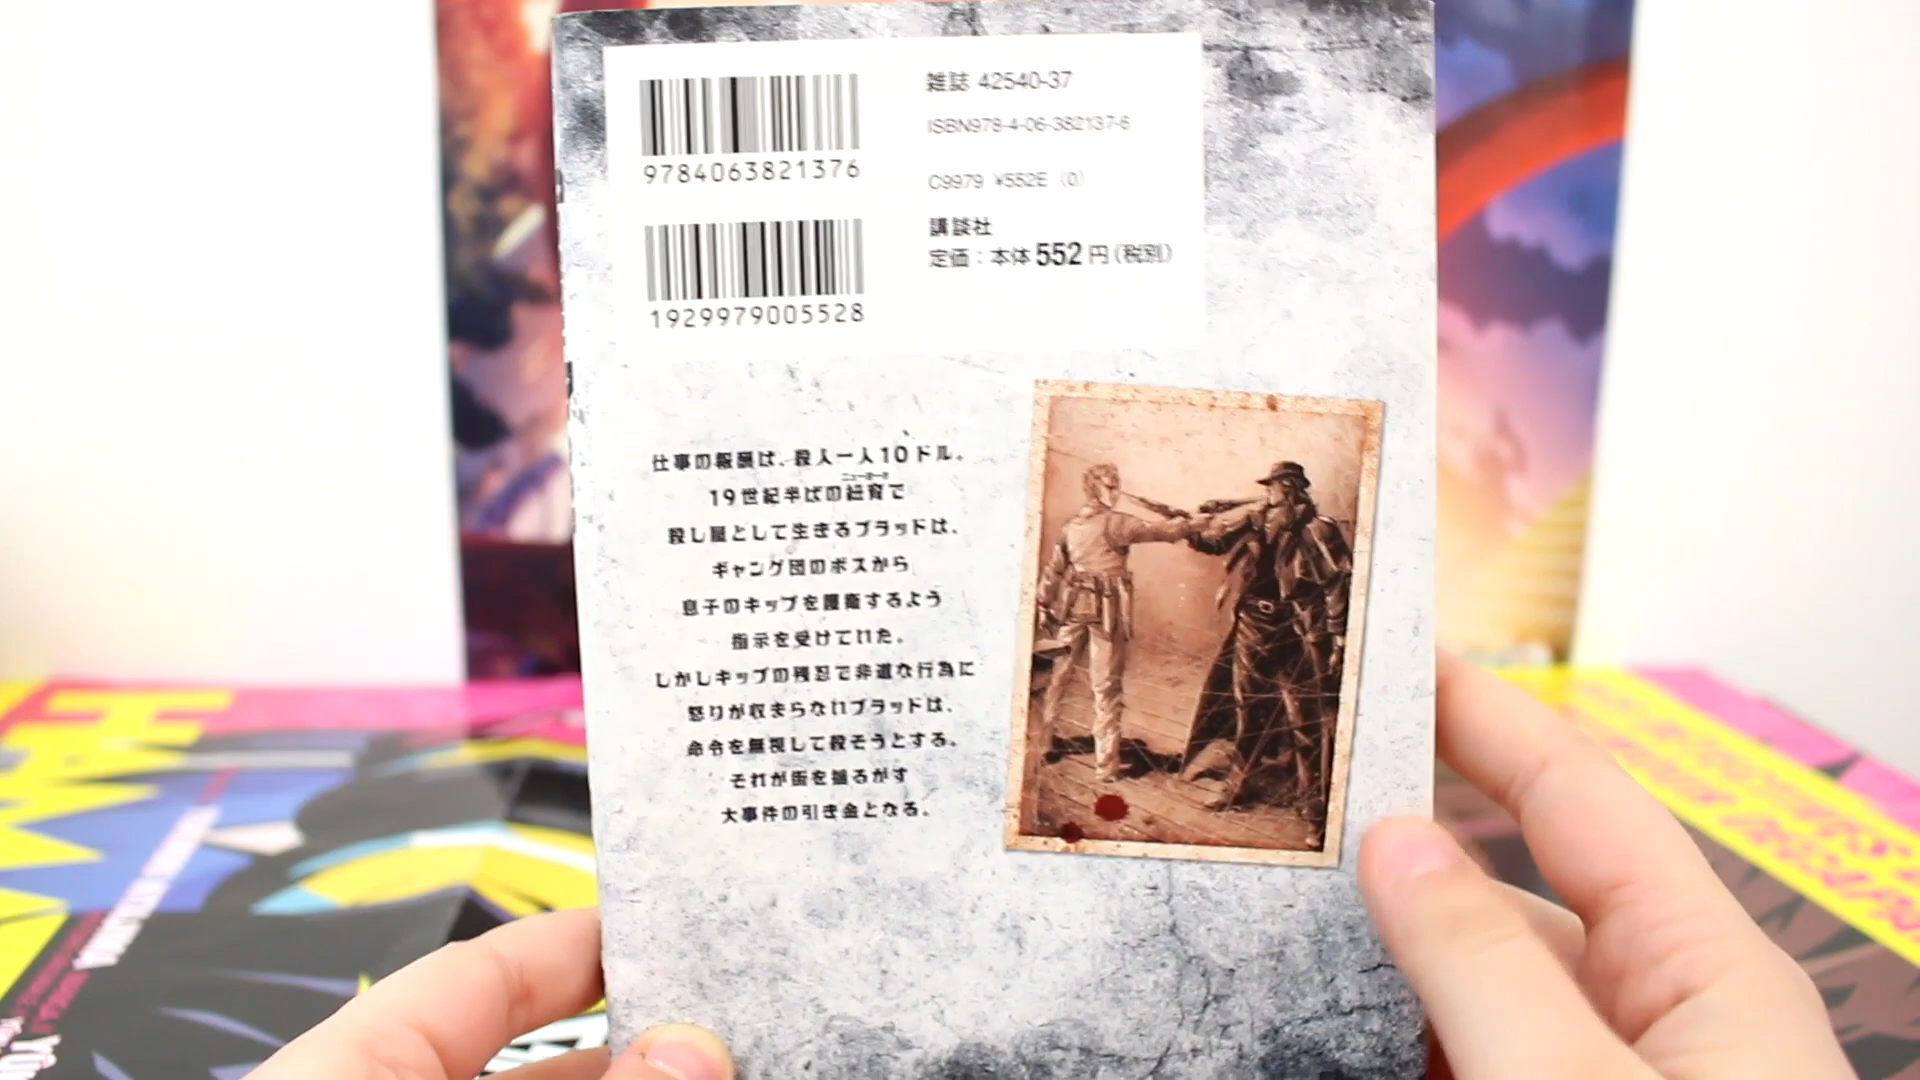 9784063821376
1929979005528
雑誌 42540-37
ISBN978-4-06-382137-6
C9979 ¥552E (0)
講談社
定価：本体552円(税別)
仕事の報酬は、殺人一人10ドル。
ニューヨーク
19世紀半ばの紐育で
殺し屋として生きるブラッドは、
ギャング団のボスから
息子のキップを護衛するよう
指示を受けていた。
しかしキップの残忍で非道な行為に
怒りが収まらないブラッドは、
命令を無視して殺そうとする。
それが街を揺るがす
大事件の引き金となる。